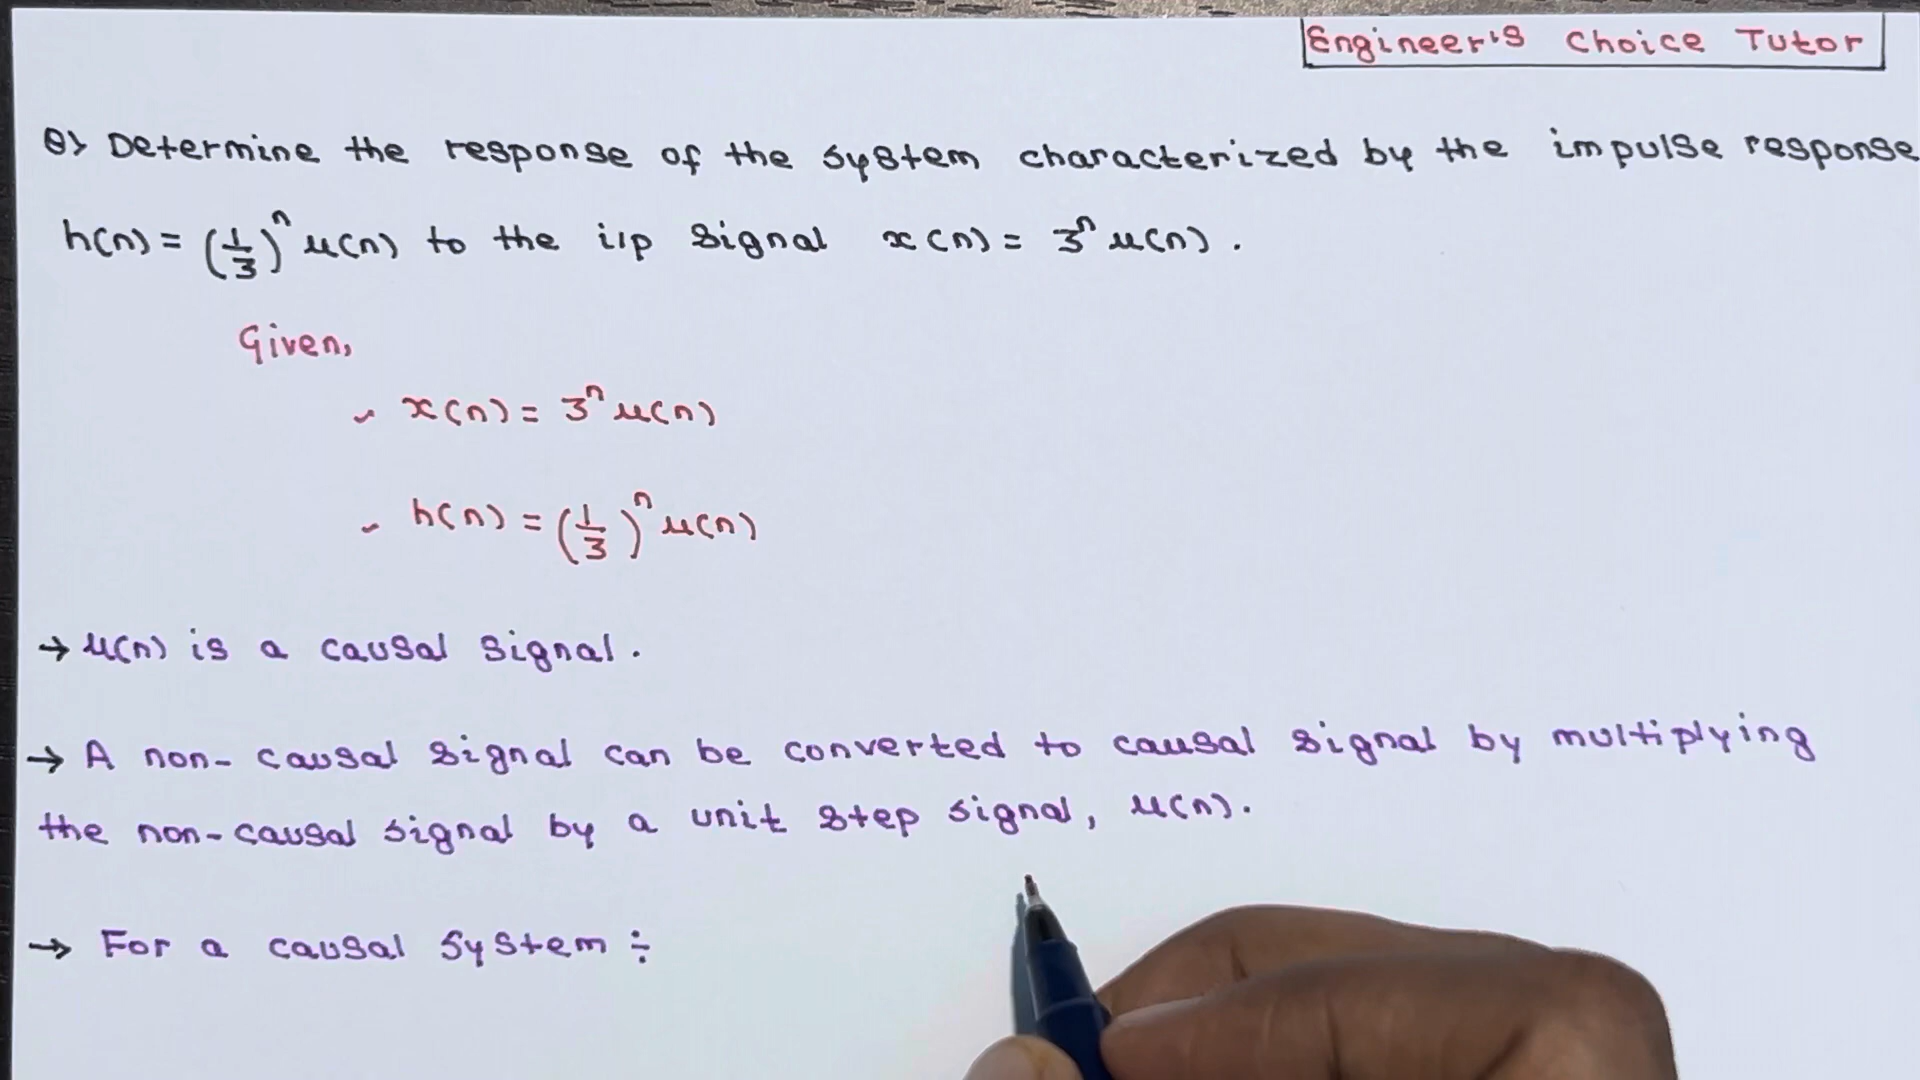 Engineer's Choice Tutor
Q> Determine the response of the system characterized by the impulse response
h(n) = (1/3)^n u(n) to the i/p signal x(n) = 3^n u(n).
Given,
x(n) = 3^n u(n)
h(n) = (1/3)^n u(n)
→ u(n) is a causal signal.
→ A non-causal signal can be converted to causal signal by multiplying
the non-causal signal by a unit step signal, u(n).
→ For a causal system ÷